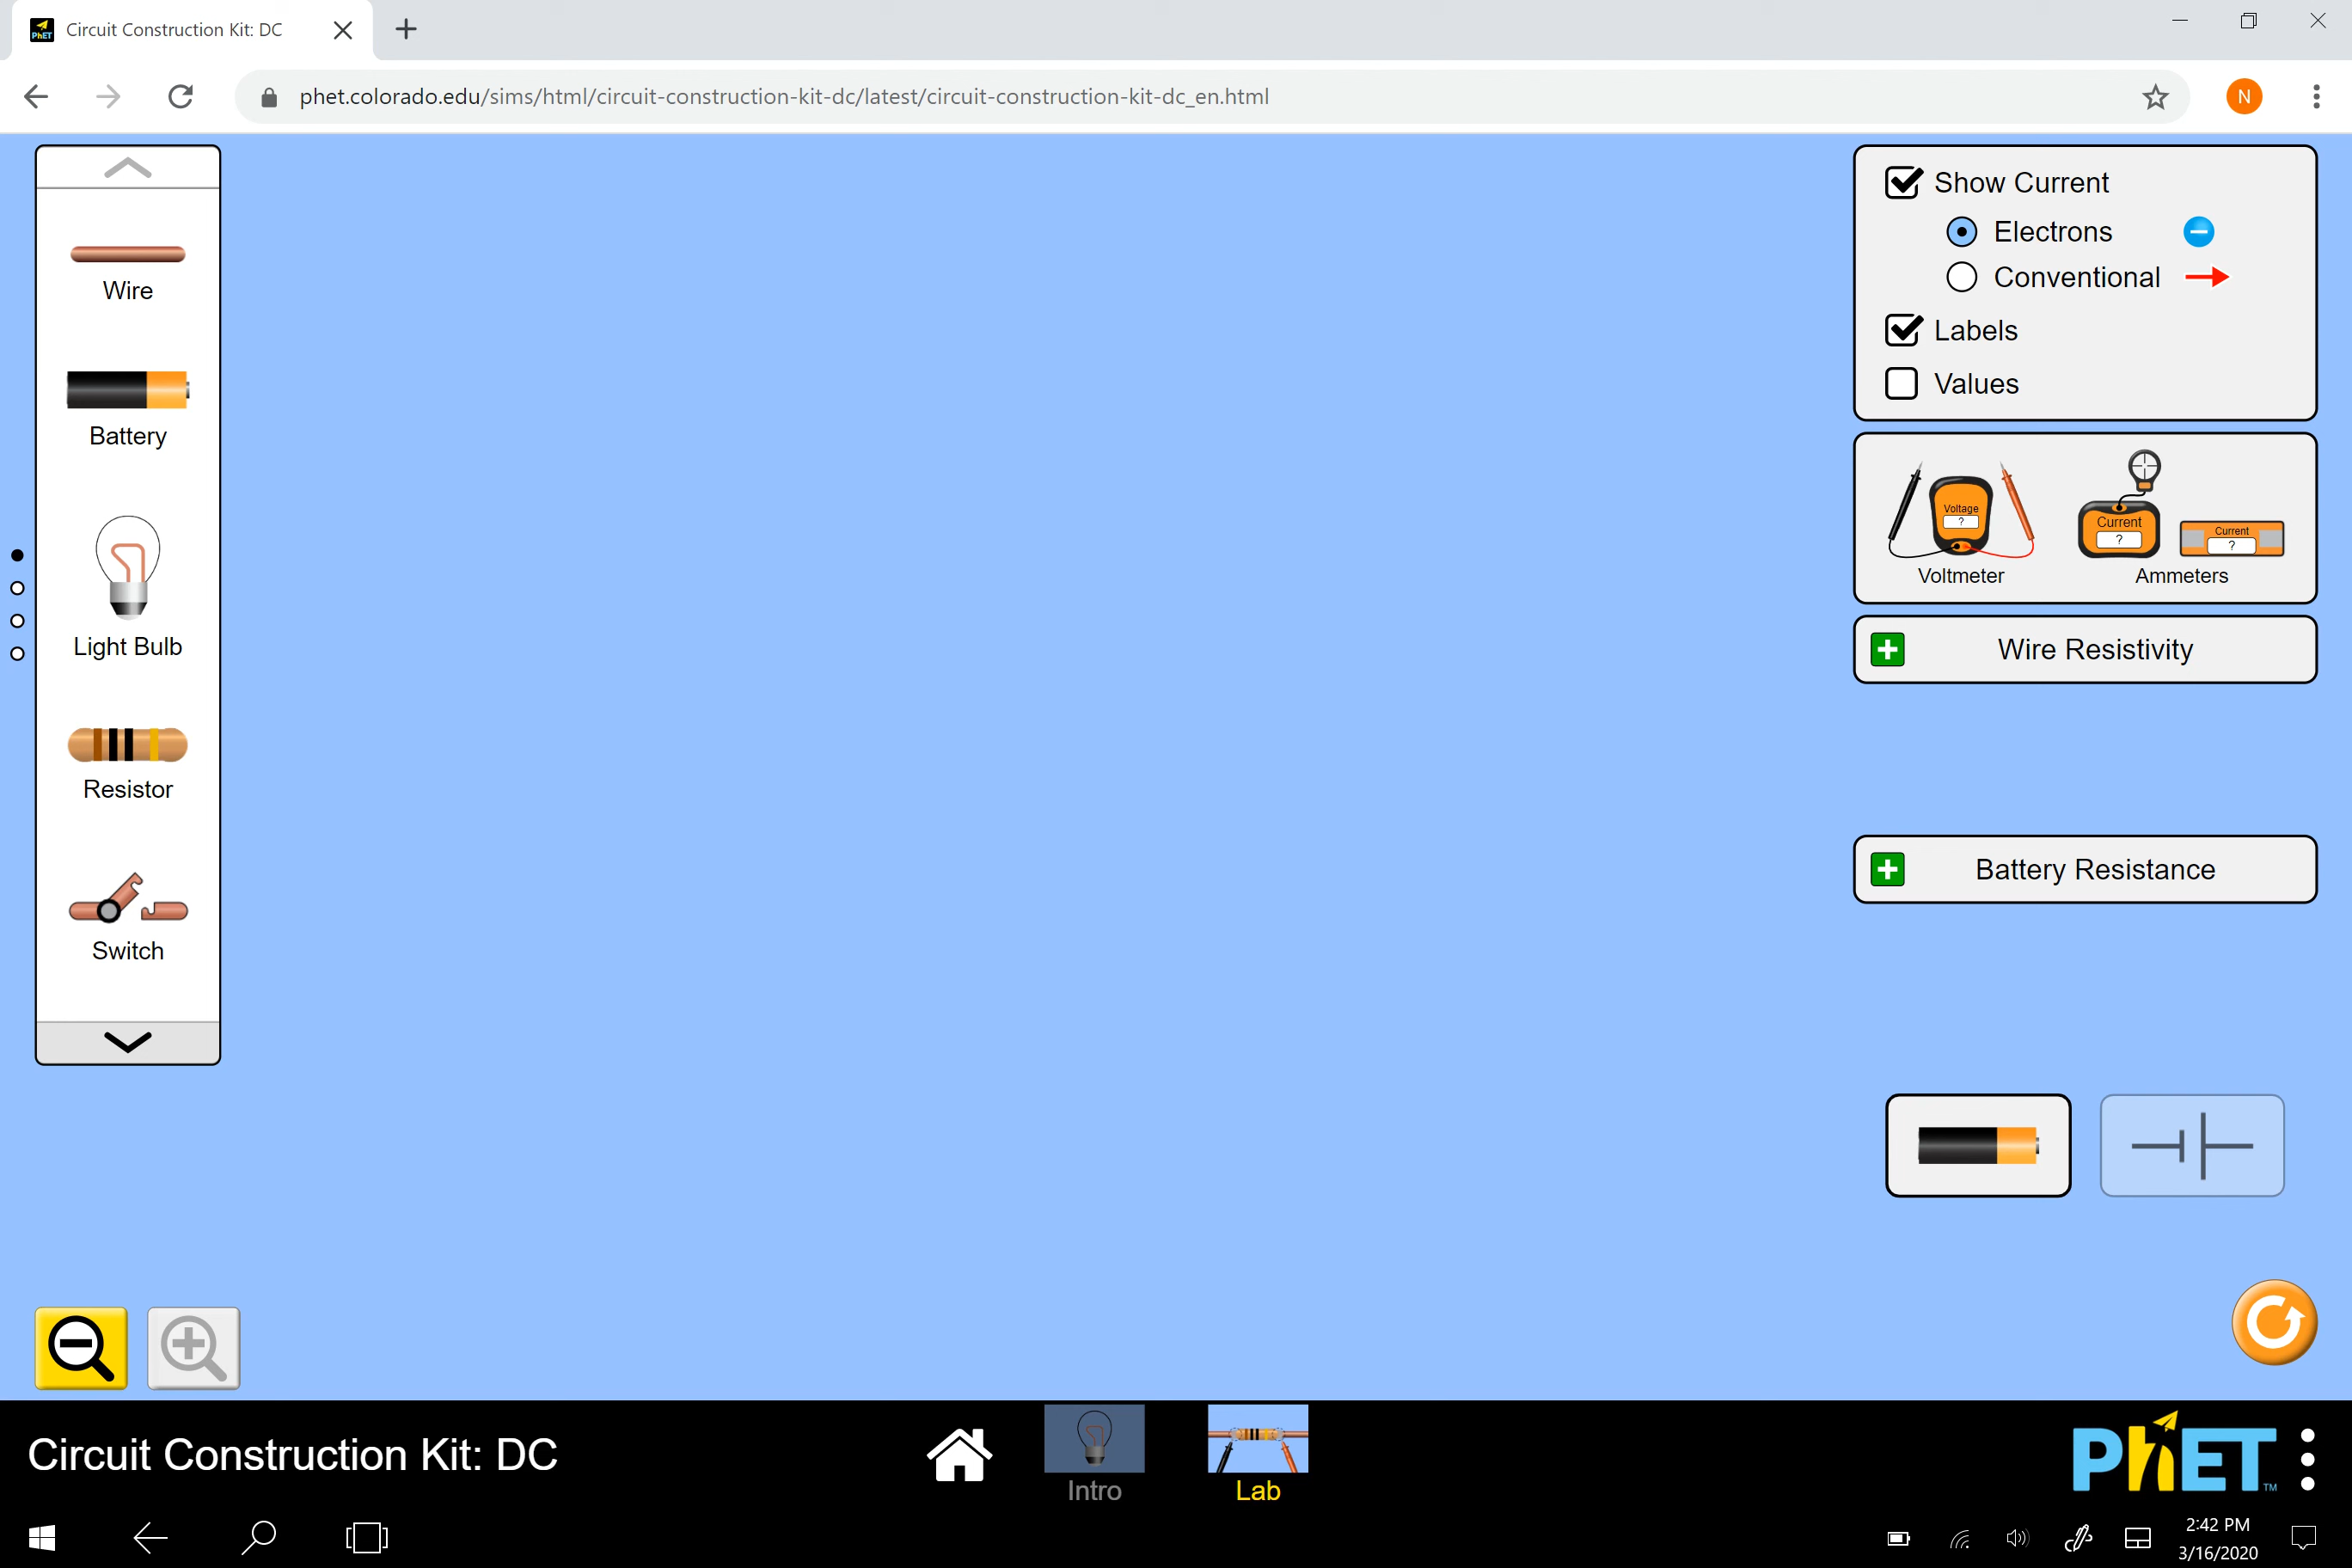 Circuit Construction Kit: DC
phet.colorado.edu/sims/html/circuit-construction-kit-dc/latest/circuit-construction-kit-dc_en.html
N
Wire
Battery
Light Bulb
Resistor
Switch
Show Current
Electrons
Conventional
Labels
Values
Voltage
?
Voltmeter
Current
?
Current
?
Ammeters
Wire Resistivity
Battery Resistance
Circuit Construction Kit: DC
Intro
Lab
PhET™
2:42 PM
3/16/2020